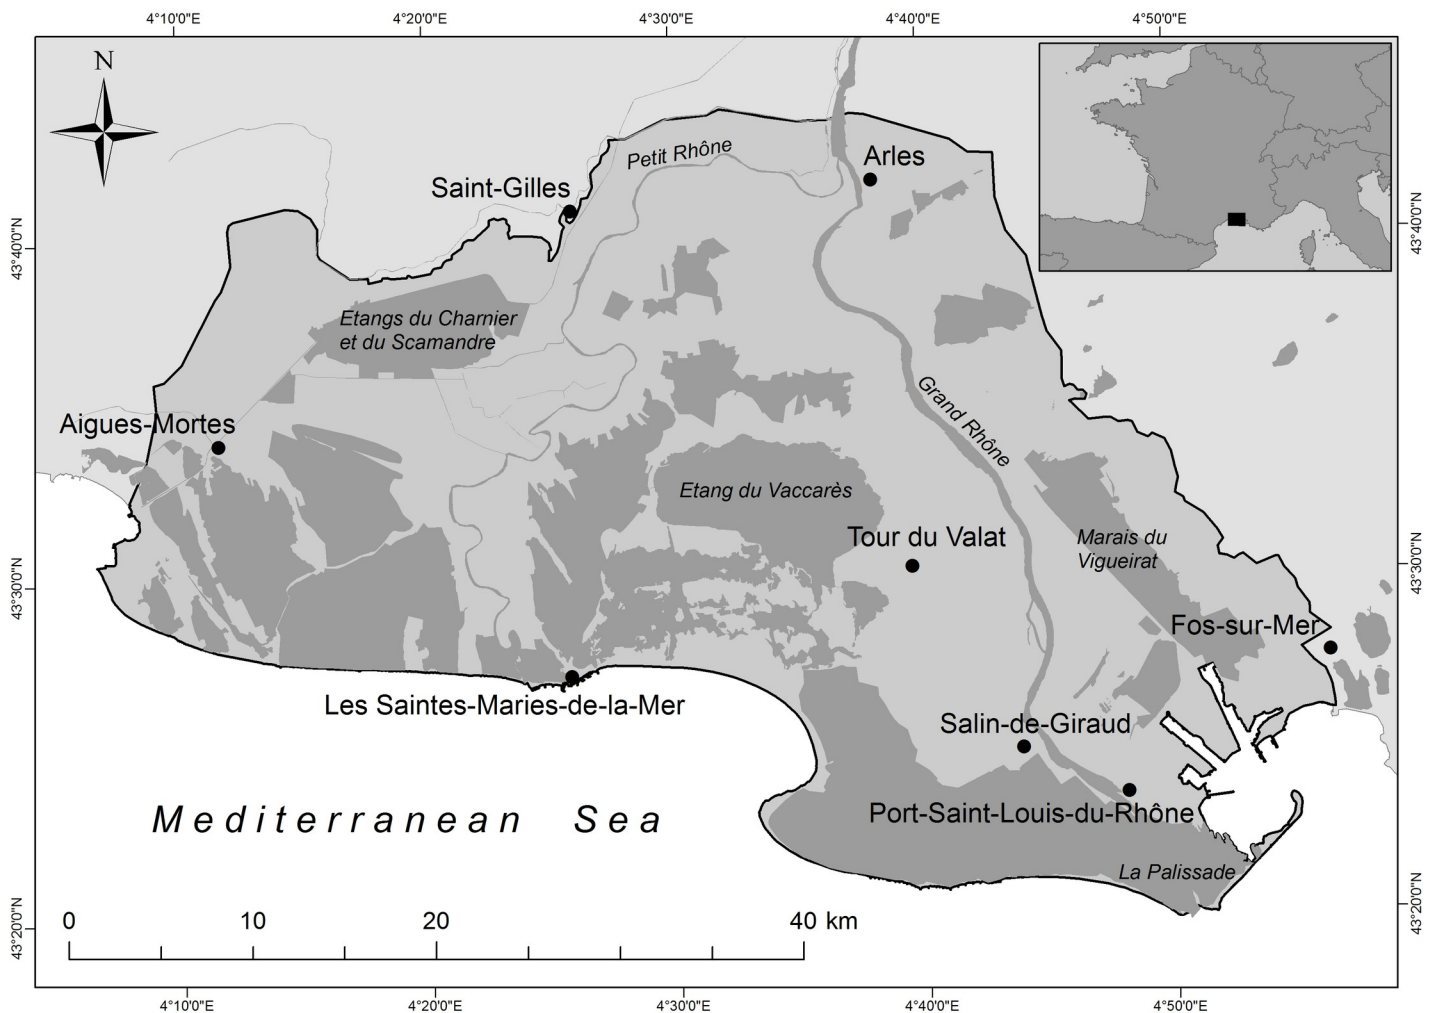 4°10'0"E
4°20'0"E
4°30'0"E
4°40'0"E
4°50'0"E
N
Petit Rhône
Arles
Saint-Gilles
43°40'0"N
43°40'0"N
Etangs du Charnier
et du Scamandre
Grand Rhône
Aigues-Mortes
Etang du Vaccarès
Tour du Valat
Marais du
Vigueirat
43°30'0"N
43°30'0"N
Fos-sur-Mer
Les Saintes-Maries-de-la-Mer
Salin-de-Giraud
Mediterranean Sea
Port-Saint-Louis-du-Rhône
La Palissade
43°20'0"N
43°20'0"N
0 10 20 40 km
4°10'0"E
4°20'0"E
4°30'0"E
4°40'0"E
4°50'0"E